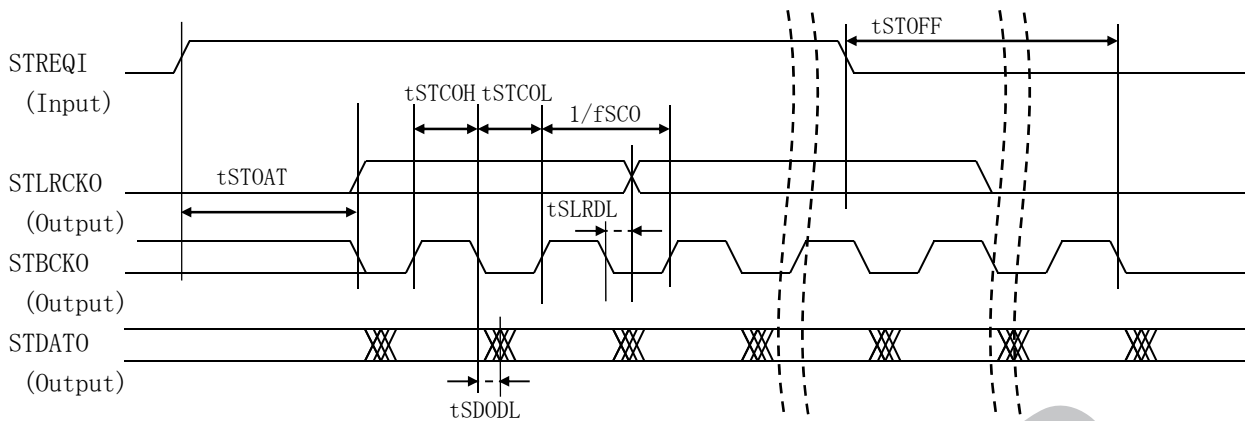 tSTOFF
STREQI
(Input)
tSTCOH tSTCOL 1/fSCO
STLRCKO
tSTOAT
(Output)
tSLRDL
STBCKO
(Output)
STDATO
(Output)
tSDODL